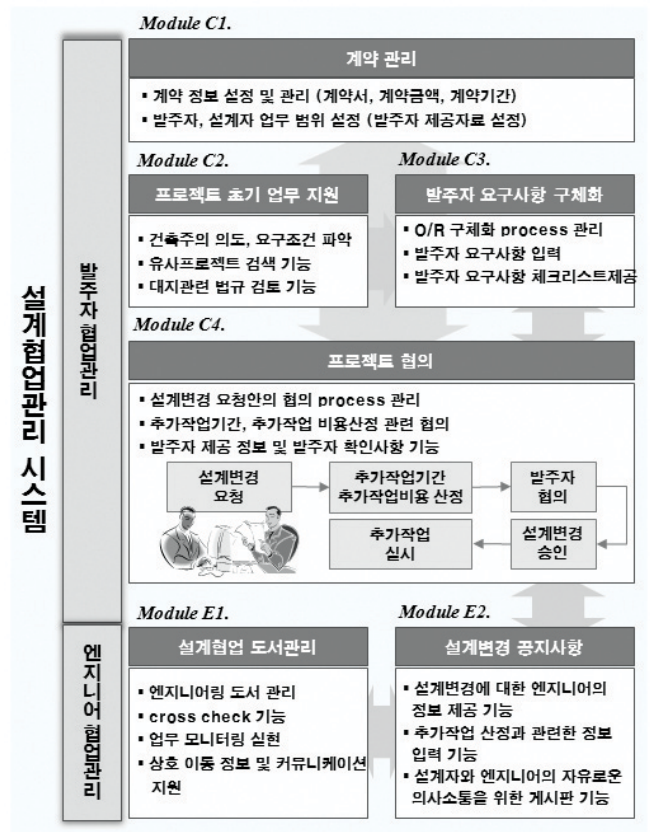 Module C1.
계약 관리
▪ 계약 정보 설정 및 관리 (계약서, 계약금액, 계약기간)
▪ 발주자, 설계자 업무 범위 설정 (발주자 제공자료 설정)
Module C2.
프로젝트 초기 업무 지원
▪ 건축주의 의도, 요구조건 파악
▪ 유사프로젝트 검색 기능
▪ 대지관련 법규 검토 기능
Module C3.
발주자 요구사항 구체화
▪ O/R 구체화 process 관리
▪ 발주자 요구사항 입력
▪ 발주자 요구사항 체크리스트제공
Module C4.
프로젝트 협의
▪ 설계변경 요청안의 협의 process 관리
▪ 추가작업기간, 추가작업 비용산정 관련 협의
▪ 발주자 제공 정보 및 발주자 확인사항 기능
설계변경
요청
추가작업기간
추가작업비용 산정
발주자
협의
설계변경
승인
추가작업
실시
Module E1.
설계협업 도서관리
▪ 엔지니어링 도서 관리
▪ cross check 기능
▪ 업무 모니터링 실현
▪ 상호 이동 정보 및 커뮤니케이션
지원
Module E2.
설계변경 공지사항
▪ 설계변경에 대한 엔지니어의
정보 제공 기능
▪ 추가작업 산정과 관련한 정보
입력 기능
▪ 설계자와 엔지니어의 자유로운
의사소통을 위한 게시판 기능
설계협업관리 시스템
발주자 협업관리
엔지니어 협업관리